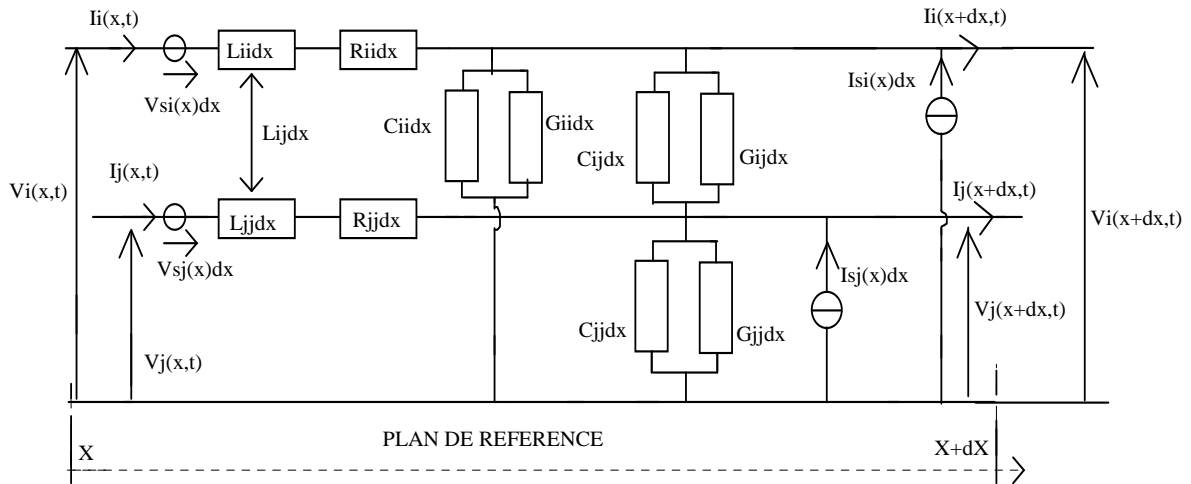 Ii(x,t)
Liidx
Riidx
Ii(x+dx,t)
Vsi(x)dx
Isi(x)dx
Lijdx
Ciidx
Giidx
Cijdx
Gijdx
Ij(x,t)
Vi(x,t)
Ljjdx
Rjjdx
Ij(x+dx,t)
Vi(x+dx,t)
Vsj(x)dx
Isj(x)dx
Vj(x+dx,t)
Cjjdx
Gjjdx
Vj(x,t)
PLAN DE REFERENCE
X
X+dX